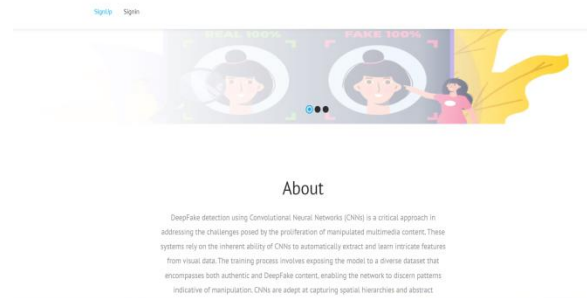 SignUp Signin
REAL 100% FAKE 100%
About
DeepFake detection using Convolutional Neural Networks (CNNs) is a critical approach in
addressing the challenges posed by the proliferation of manipulated multimedia content. These
systems rely on the inherent ability of CNNs to automatically extract and learn intricate features
from visual data. The training process involves exposing the model to a diverse dataset that
encompasses both authentic and DeepFake content, enabling the network to discern patterns
indicative of manipulation. CNNs are adept at capturing spatial hierarchies and abstract